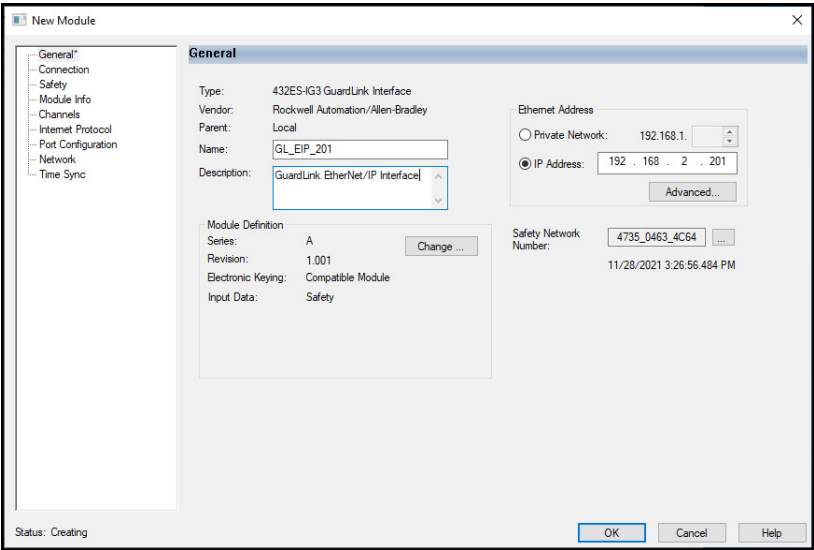 New Module
General*
Connection
Safety
Module Info
Channels
Internet Protocol
Port Configuration
Network
Time Sync
General
Type: 432ES-IG3 GuardLink Interface
Vendor: Rockwell Automation/Allen-Bradley
Parent: Local
Name: GL_EIP_201
Description: GuardLink EtherNet/IP Interface
Ethernet Address
Private Network: 192.168.1.
IP Address: 192 . 168 . 2 . 201
Advanced...
Module Definition
Series: A
Change ...
Revision: 1.001
Electronic Keying: Compatible Module
Input Data: Safety
Safety Network
Number: 4735_0463_4C64 ...
11/28/2021 3:26:56.484 PM
Status: Creating
OK Cancel Help